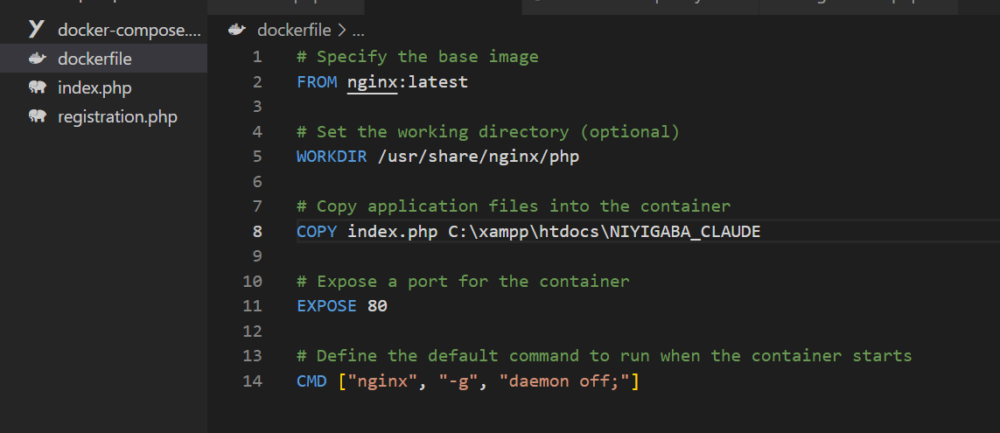 docker-compose....
dockerfile
index.php
registration.php
dockerfile > ...
1 # Specify the base image
2 FROM nginx:latest
3
4 # Set the working directory (optional)
5 WORKDIR /usr/share/nginx/php
6
7 # Copy application files into the container
8 COPY index.php C:\xampp\htdocs\NIYIGABA_CLAUDE
9
10 # Expose a port for the container
11 EXPOSE 80
12
13 # Define the default command to run when the container starts
14 CMD ["nginx", "-g", "daemon off;"]